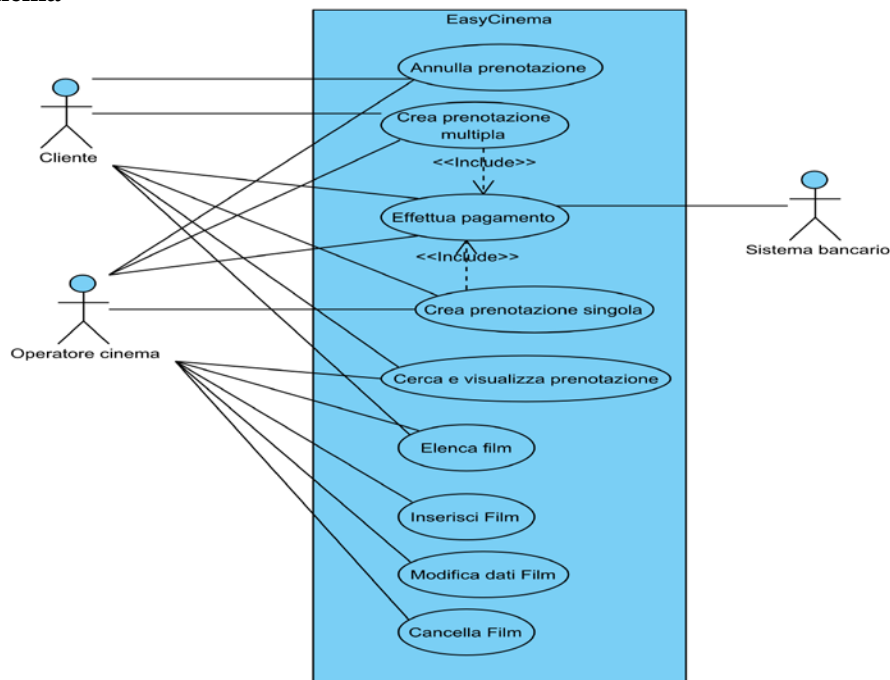 EasyCinema
Annulla prenotazione
Crea prenotazione
multipla
Cliente
<<Include>>
Effettua pagamento
Sistema bancario
<<Include>>
Crea prenotazione singola
Operatore cinema
Cerca e visualizza prenotazione
Elenca film
Inserisci Film
Modifica dati Film
Cancella Film